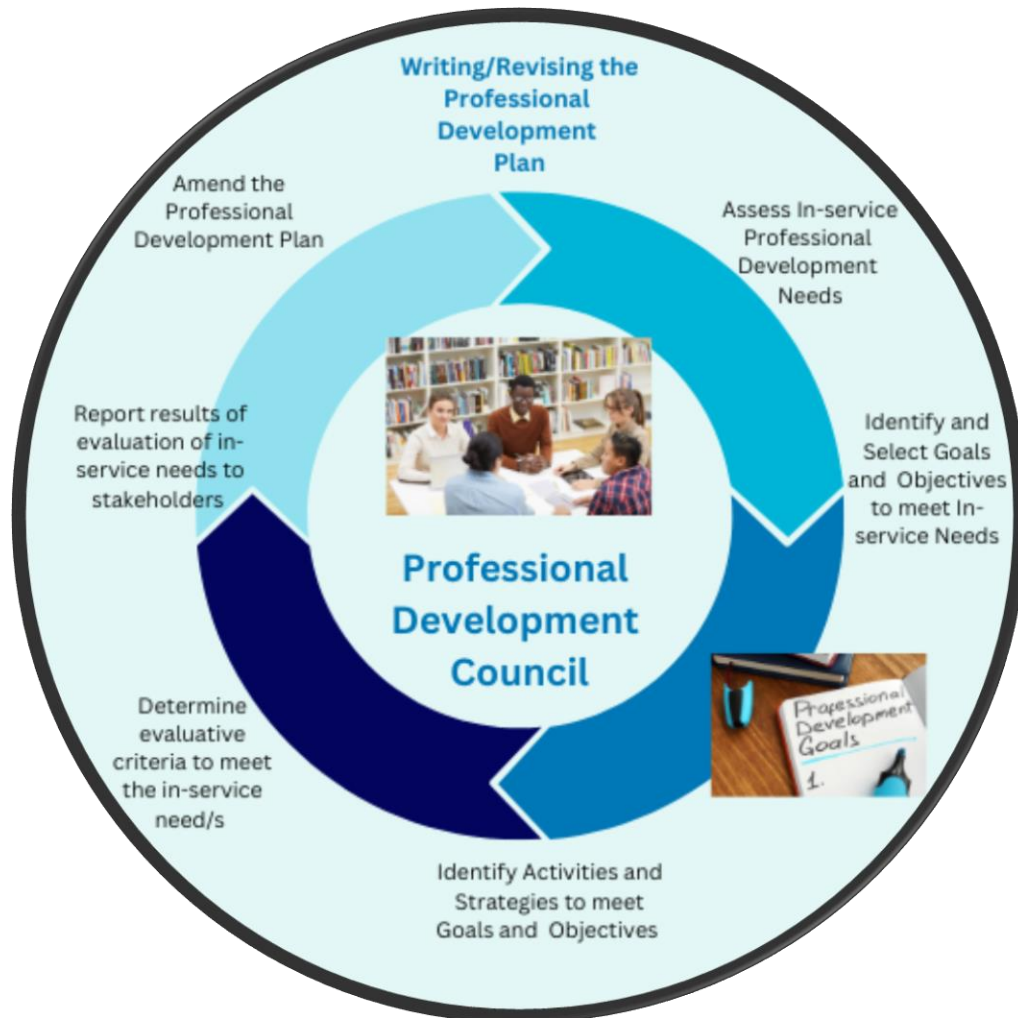 Writing/Revising the
Professional
Development
Plan
Assess In-service
Professional
Development
Needs
Identify and
Select Goals
and Objectives
to meet In-
service Needs
Professional
Development
Goals
1.
Identify Activities and
Strategies to meet
Goals and Objectives
Determine
evaluative
criteria to meet
the in-service
need/s
Report results of
evaluation of in-
service needs to
stakeholders
Amend the
Professional
Development Plan
Professional
Development
Council